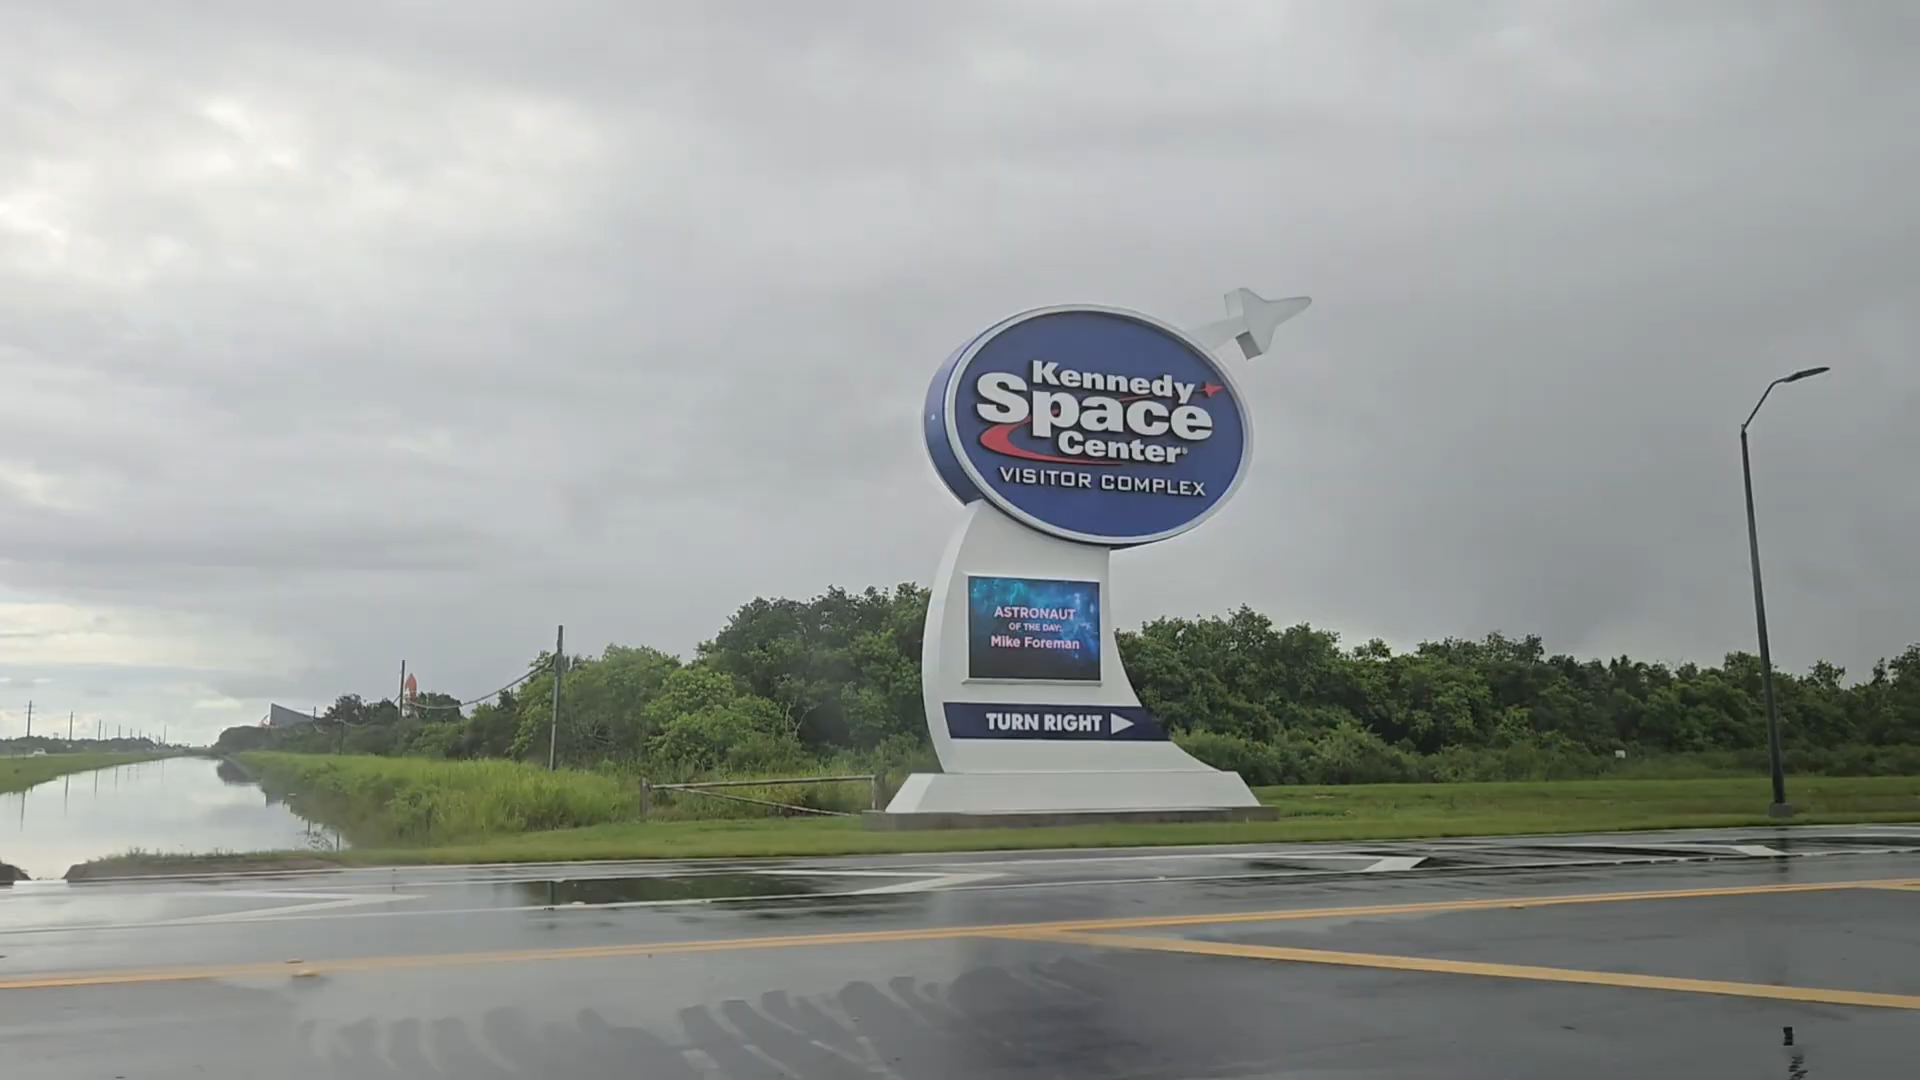 Kennedy
Space
Center
VISITOR COMPLEX
ASTRONAUT
OF THE DAY:
Mike Foreman
TURN RIGHT